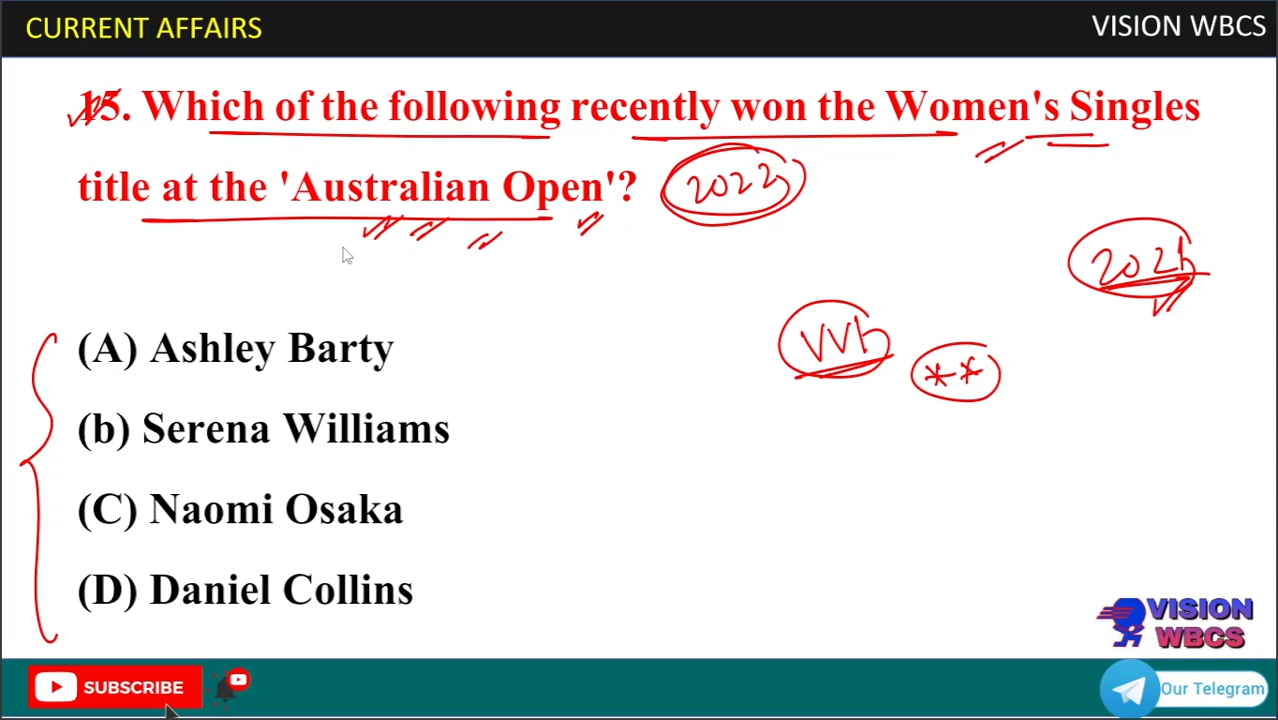 CURRENT AFFAIRS
VISION WBCS
15. Which of the following recently won the Women's Singles
title at the 'Australian Open'? 2022
2021
(A) Ashley Barty
VVI
**
(b) Serena Williams
(C) Naomi Osaka
(D) Daniel Collins
VISION
WBCS
SUBSCRIBE
Our Telegram